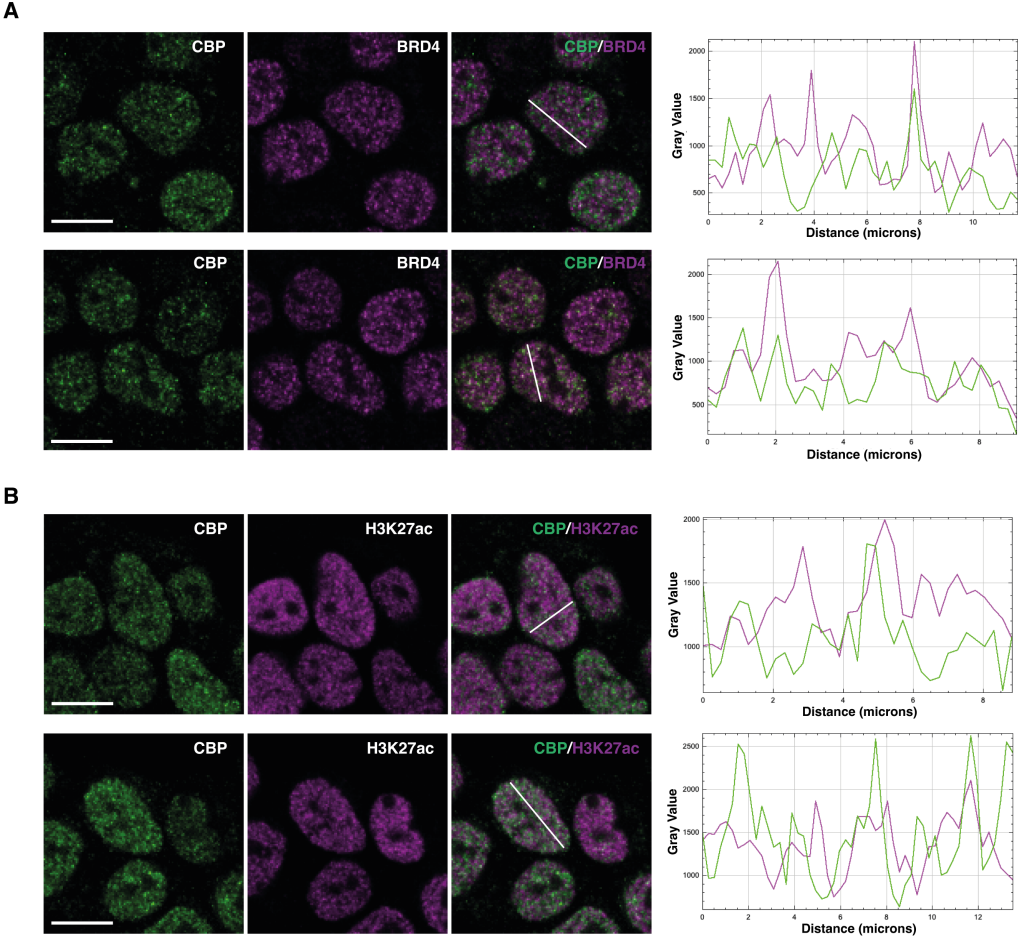 A
CBP BRD4 CBP/BRD4
2000
1500
1000
500
Gray Value
0 2 4 6 8 10
Distance (microns)
CBP BRD4 CBP/BRD4
2000
1500
1000
500
Gray Value
0 2 4 6 8
Distance (microns)
B
CBP H3K27ac CBP/H3K27ac
2000
1500
1000
Gray Value
0 2 4 6 8
Distance (microns)
CBP H3K27ac CBP/H3K27ac
2500
2000
1500
1000
Gray Value
0 2 4 6 8 10 12
Distance (microns)